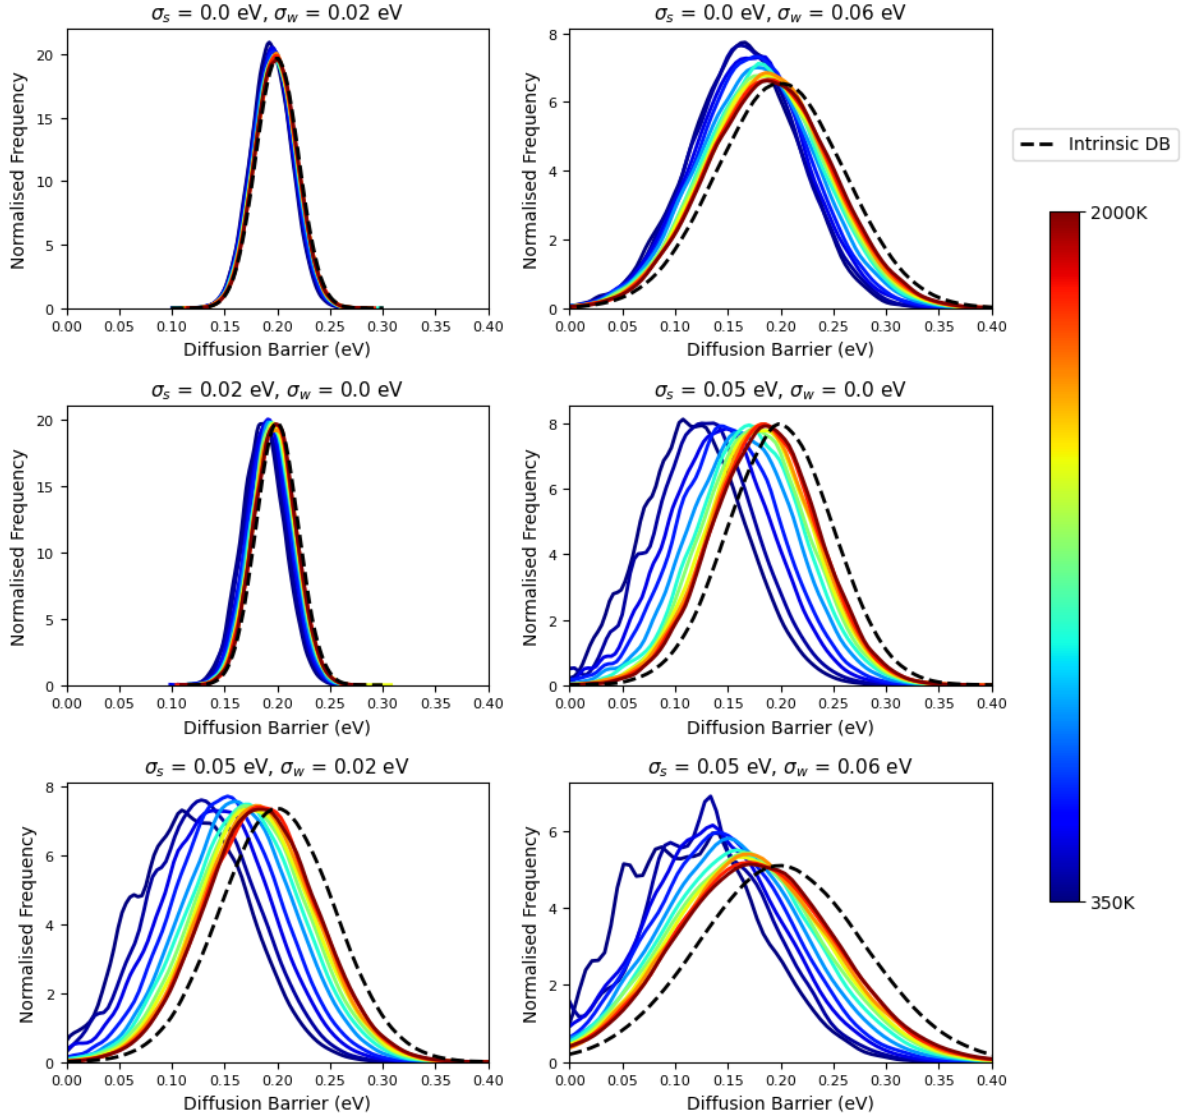 σₛ = 0.0 eV, σ_w = 0.02 eV
Normalised Frequency
20
15
10
5
0
0.00 0.05 0.10 0.15 0.20 0.25 0.30 0.35 0.40
Diffusion Barrier (eV)
σₛ = 0.0 eV, σ_w = 0.06 eV
Normalised Frequency
8
6
4
2
0
0.00 0.05 0.10 0.15 0.20 0.25 0.30 0.35 0.40
Diffusion Barrier (eV)
Intrinsic DB
2000K
350K
σₛ = 0.02 eV, σ_w = 0.0 eV
Normalised Frequency
20
15
10
5
0
0.00 0.05 0.10 0.15 0.20 0.25 0.30 0.35 0.40
Diffusion Barrier (eV)
σₛ = 0.05 eV, σ_w = 0.0 eV
Normalised Frequency
8
6
4
2
0
0.00 0.05 0.10 0.15 0.20 0.25 0.30 0.35 0.40
Diffusion Barrier (eV)
σₛ = 0.05 eV, σ_w = 0.02 eV
Normalised Frequency
8
6
4
2
0
0.00 0.05 0.10 0.15 0.20 0.25 0.30 0.35 0.40
Diffusion Barrier (eV)
σₛ = 0.05 eV, σ_w = 0.06 eV
Normalised Frequency
6
4
2
0
0.00 0.05 0.10 0.15 0.20 0.25 0.30 0.35 0.40
Diffusion Barrier (eV)